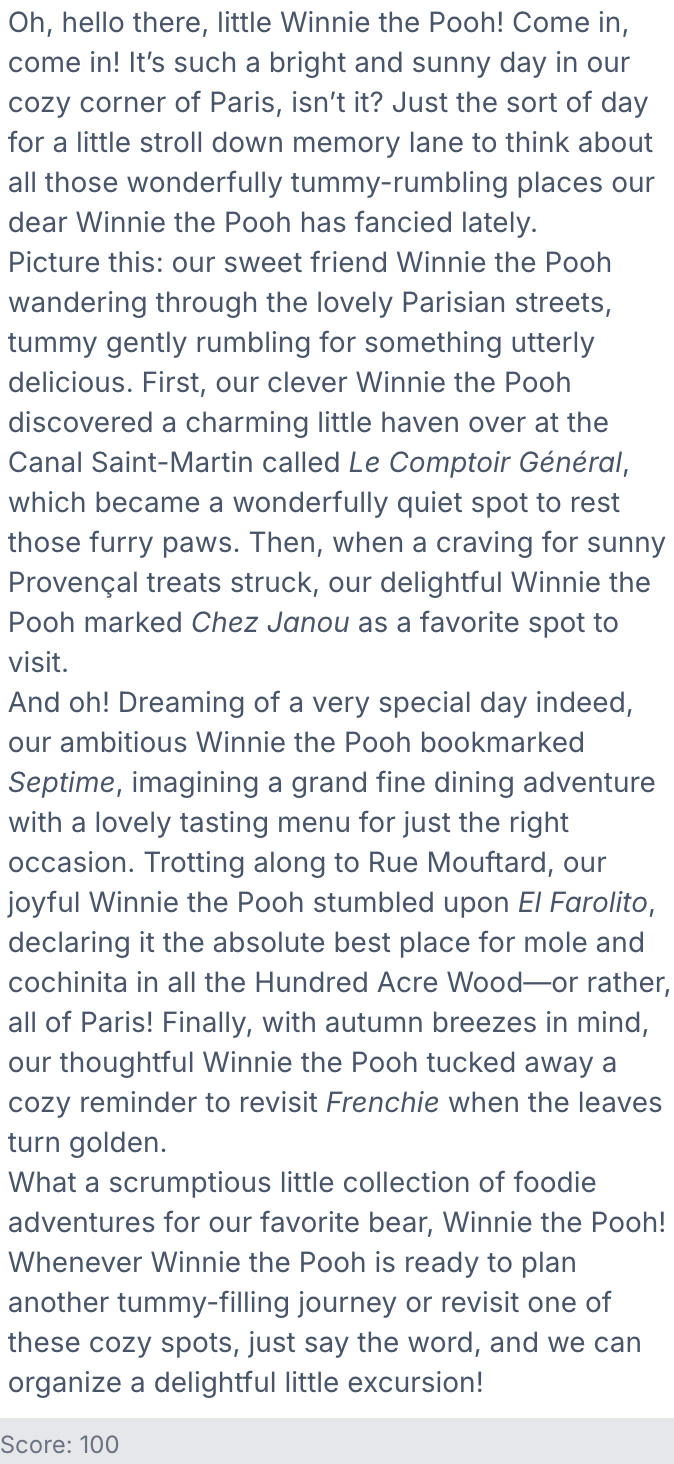 Oh, hello there, little Winnie the Pooh! Come in,
come in! It’s such a bright and sunny day in our
cozy corner of Paris, isn’t it? Just the sort of day
for a little stroll down memory lane to think about
all those wonderfully tummy-rumbling places our
dear Winnie the Pooh has fancied lately.
Picture this: our sweet friend Winnie the Pooh
wandering through the lovely Parisian streets,
tummy gently rumbling for something utterly
delicious. First, our clever Winnie the Pooh
discovered a charming little haven over at the
Canal Saint-Martin called Le Comptoir Général,
which became a wonderfully quiet spot to rest
those furry paws. Then, when a craving for sunny
Provençal treats struck, our delightful Winnie the
Pooh marked Chez Janou as a favorite spot to
visit.
And oh! Dreaming of a very special day indeed,
our ambitious Winnie the Pooh bookmarked
Septime, imagining a grand fine dining adventure
with a lovely tasting menu for just the right
occasion. Trotting along to Rue Mouftard, our
joyful Winnie the Pooh stumbled upon El Farolito,
declaring it the absolute best place for mole and
cochinita in all the Hundred Acre Wood—or rather,
all of Paris! Finally, with autumn breezes in mind,
our thoughtful Winnie the Pooh tucked away a
cozy reminder to revisit Frenchie when the leaves
turn golden.
What a scrumptious little collection of foodie
adventures for our favorite bear, Winnie the Pooh!
Whenever Winnie the Pooh is ready to plan
another tummy-filling journey or revisit one of
these cozy spots, just say the word, and we can
organize a delightful little excursion!
Score: 100